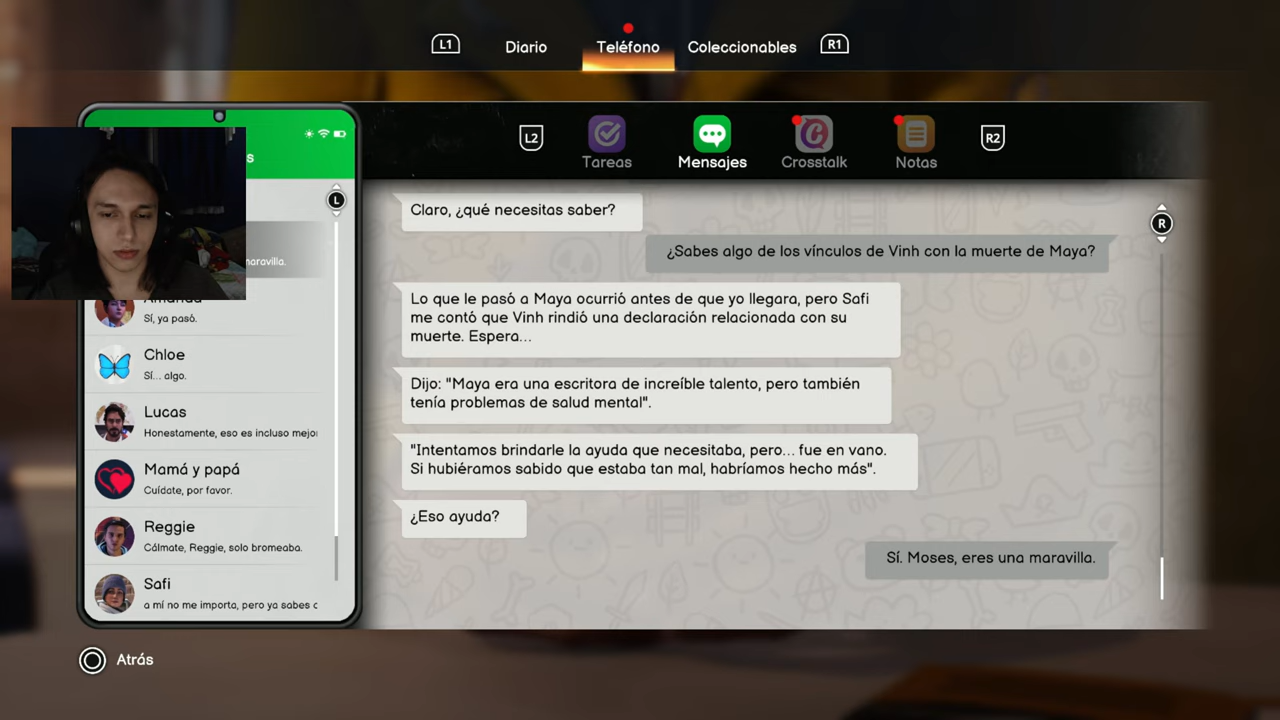 L1
Diario
Teléfono
Coleccionables
R1
L2
Tareas
Mensajes
Crosstalk
Notas
R2
L
aravilla.
Amanda
Sí, ya pasó.
Chloe
Sí... algo.
Lucas
Honestamente, eso es incluso mejo
Mamá y papá
Cuídate, por favor.
Reggie
Cálmate, Reggie, solo bromeaba.
Safi
a mí no me importa, pero ya sabes c
Claro, ¿qué necesitas saber?
R
¿Sabes algo de los vínculos de Vinh con la muerte de Maya?
Lo que le pasó a Maya ocurrió antes de que yo llegara, pero Safi
me contó que Vinh rindió una declaración relacionada con su
muerte. Espera...
Dijo: "Maya era una escritora de increíble talento, pero también
tenía problemas de salud mental".
"Intentamos brindarle la ayuda que necesitaba, pero... fue en vano.
Si hubiéramos sabido que estaba tan mal, habríamos hecho más".
¿Eso ayuda?
Sí. Moses, eres una maravilla.
Atrás